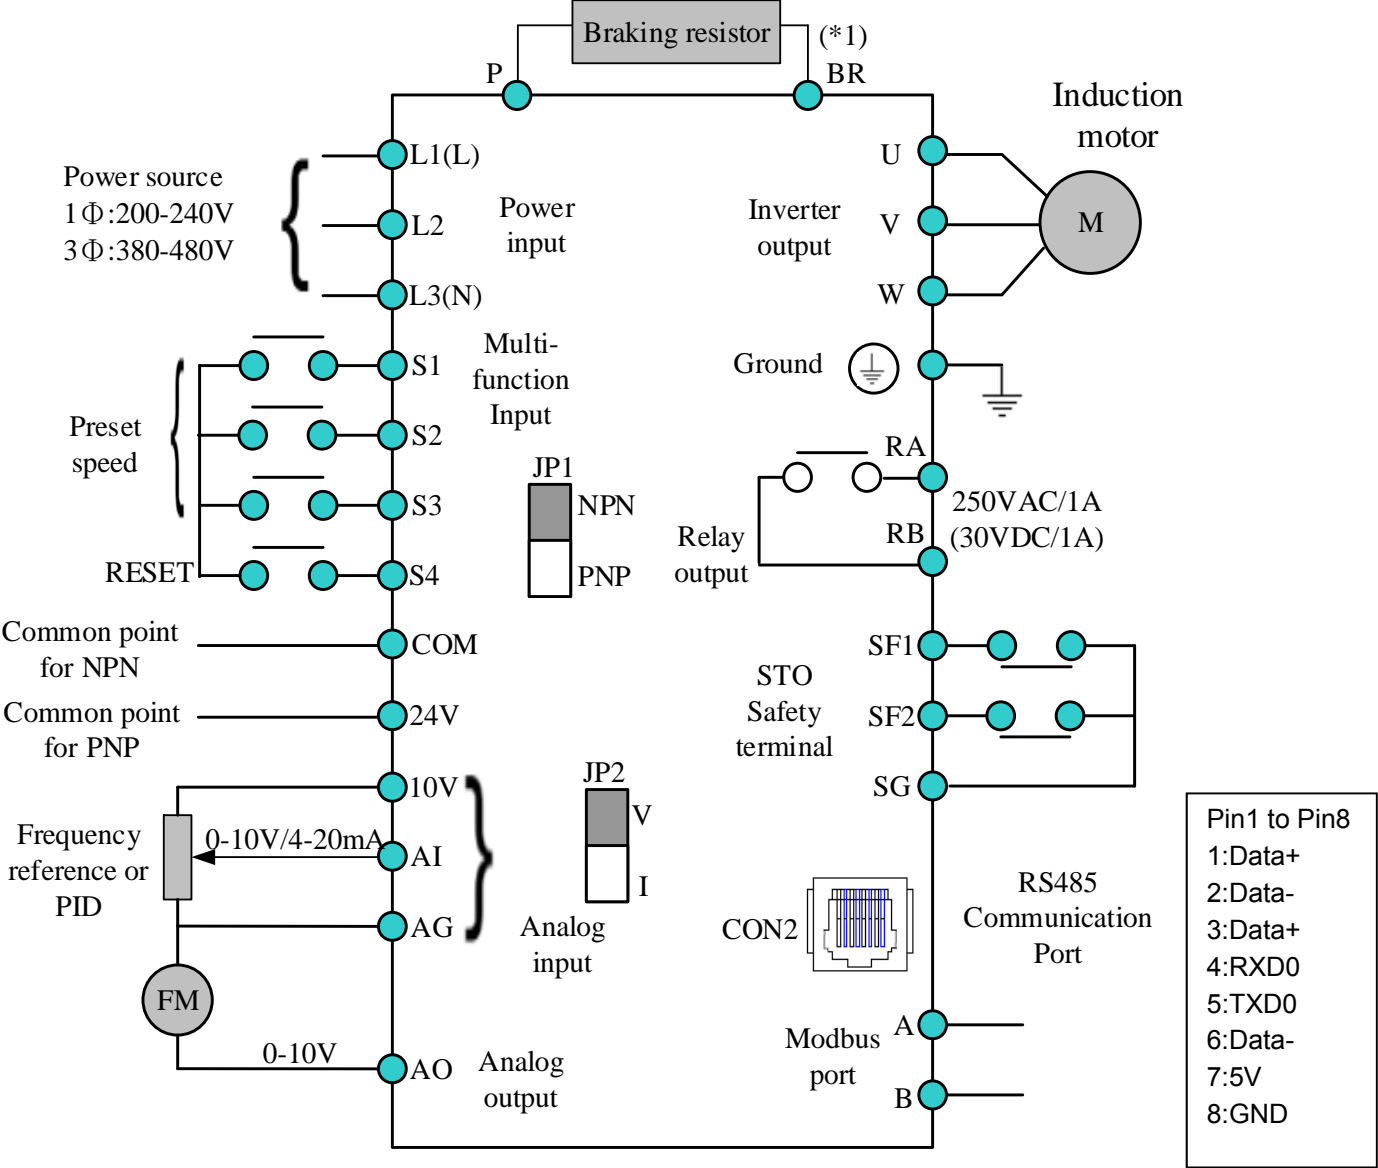 Braking resistor
(*1)
P
BR
Induction
motor
M
Power source
1Φ:200-240V
3Φ:380-480V
L1(L)
L2
L3(N)
Power
input
Inverter
output
U
V
W
Ground
Multi-
function
Input
S1
S2
S3
S4
Preset
speed
RESET
JP1
NPN
PNP
RA
RB
250VAC/1A
(30VDC/1A)
Relay
output
Common point
for NPN
COM
Common point
for PNP
24V
STO
Safety
terminal
SF1
SF2
SG
10V
0-10V/4-20mA
AI
AG
Frequency
reference or
PID
JP2
V
I
Analog
input
FM
0-10V
AO
Analog
output
CON2
RS485
Communication
Port
Modbus
port
A
B
Pin1 to Pin8
1:Data+
2:Data-
3:Data+
4:RXD0
5:TXD0
6:Data-
7:5V
8:GND